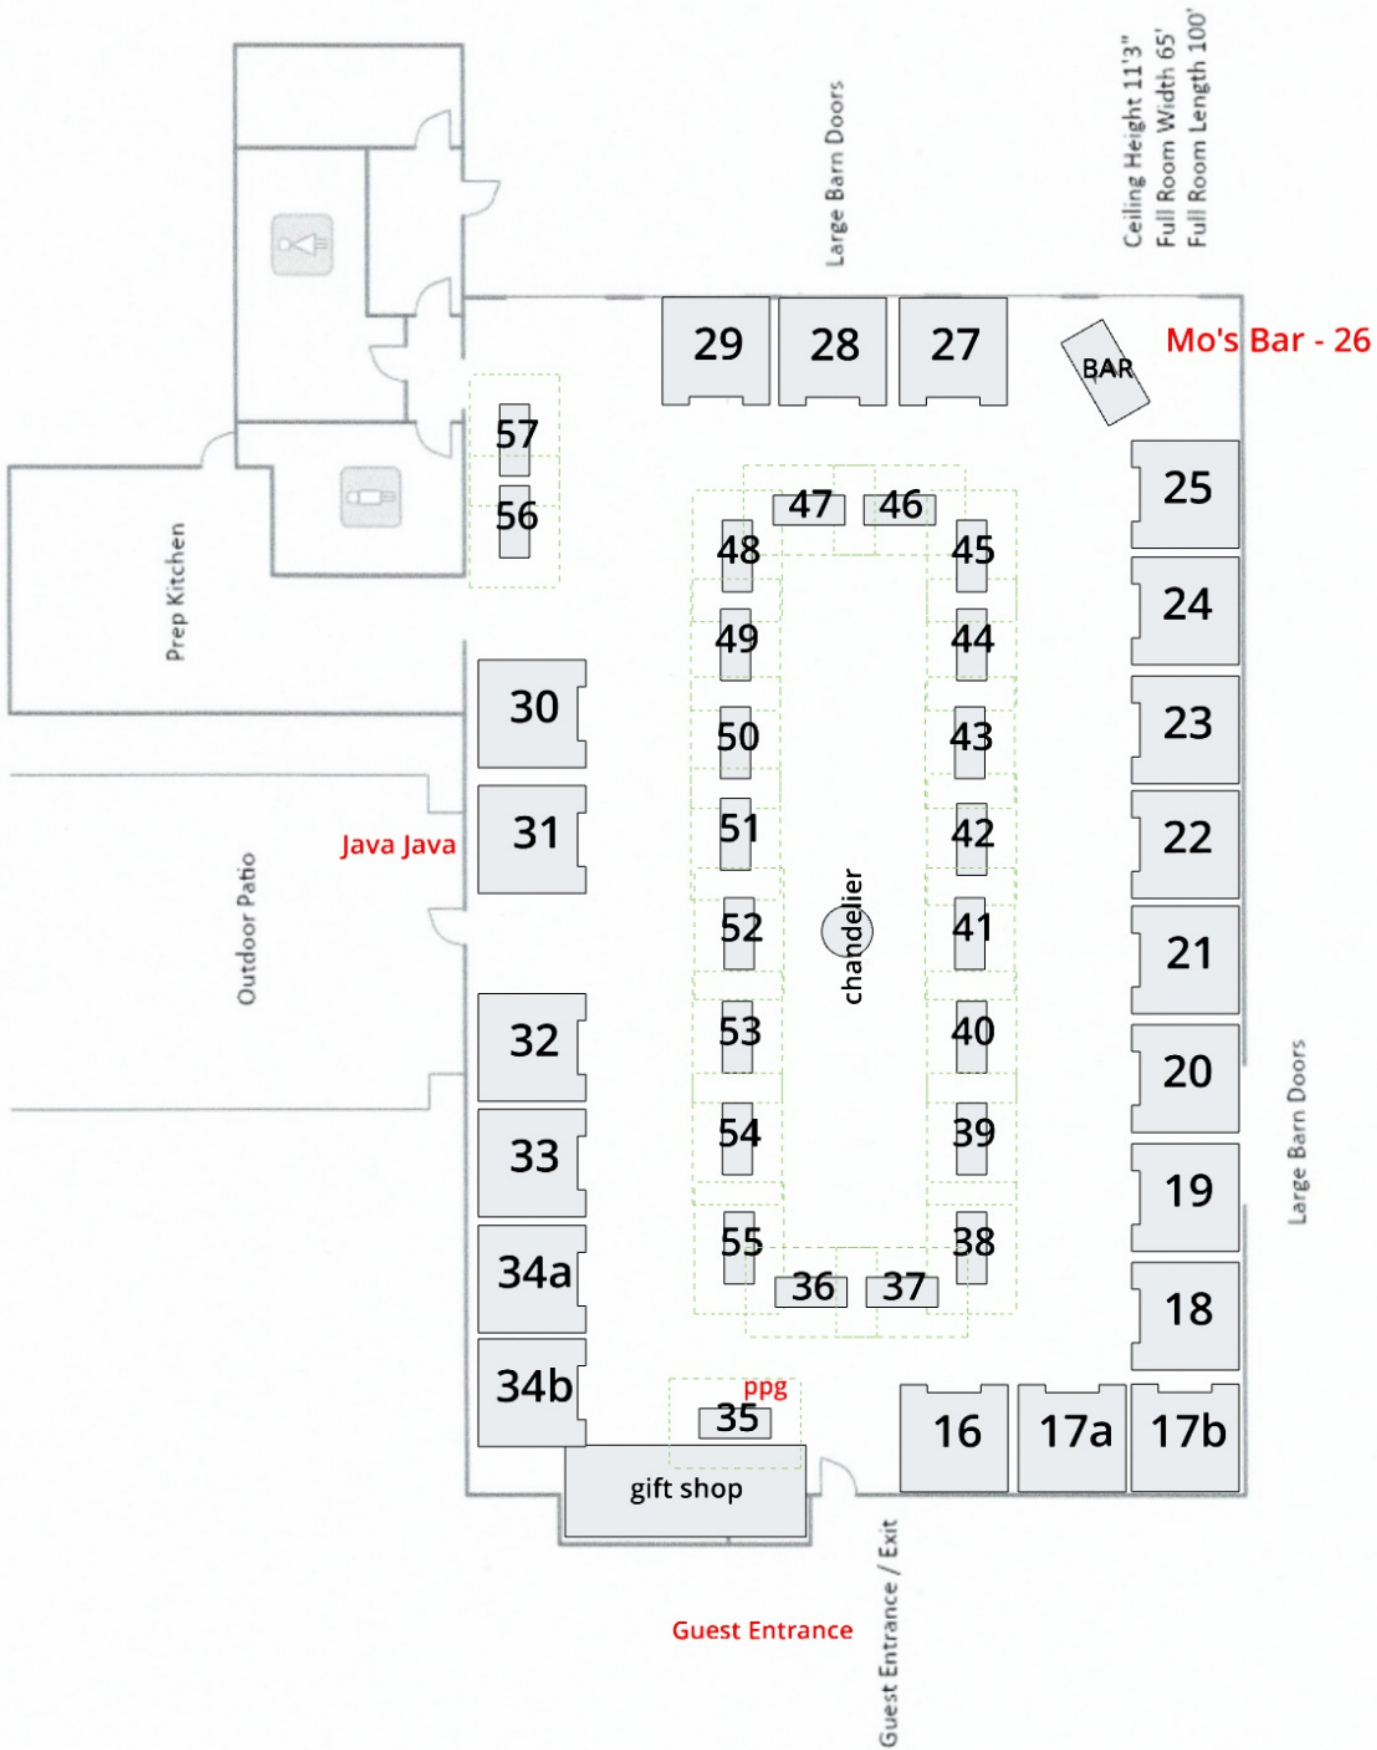 Ceiling Height 11'3"
Full Room Width 65'
Full Room Length 100'
Large Barn Doors
29
28
27
BAR
Mo's Bar - 26
57
56
47
46
25
48
45
24
49
44
Prep Kitchen
30
50
43
23
31
Java Java
51
42
22
52
41
21
chandelier
Outdoor Patio
32
53
40
20
33
54
39
19
Large Barn Doors
34a
55
38
18
36
37
34b
ppg
35
16
17a
17b
gift shop
Guest Entrance
Guest Entrance / Exit